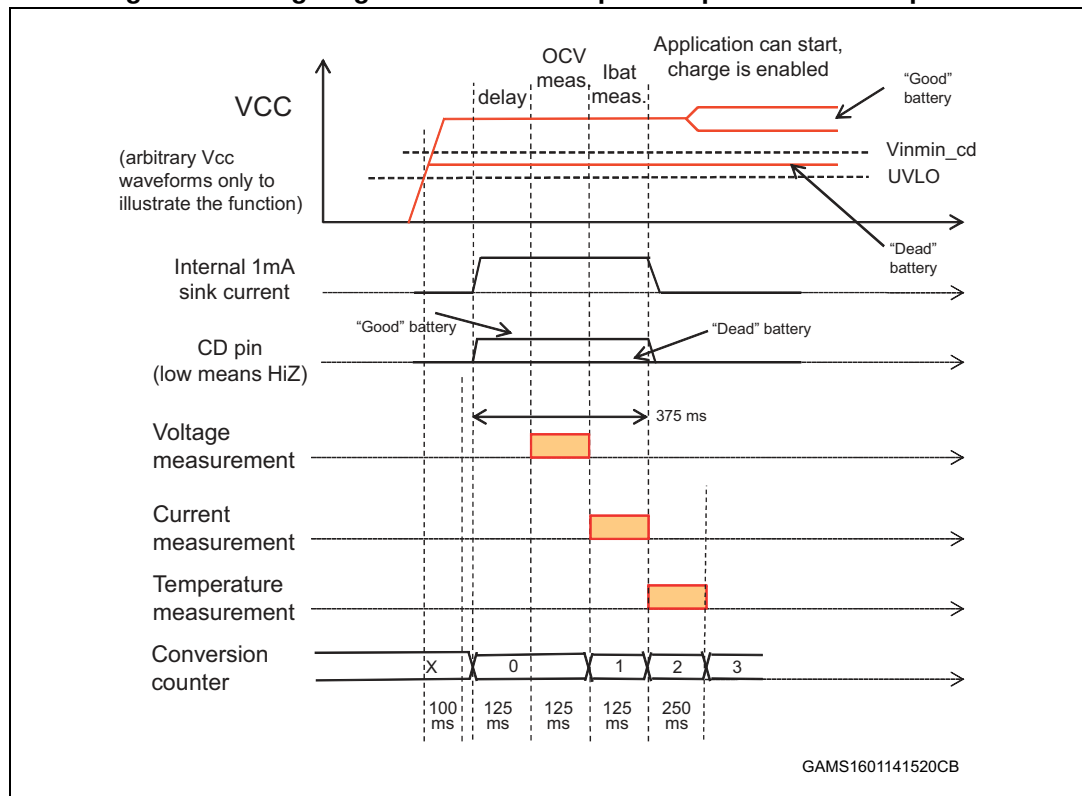 OCV
meas.
delay
Ibat
meas.
Application can start,
charge is enabled
“Good”
battery
VCC
(arbitrary Vcc
waveforms only to
illustrate the function)
Vinmin_cd
UVLO
“Dead”
battery
Internal 1mA
sink current
“Good” battery
“Dead” battery
CD pin
(low means HiZ)
375 ms
Voltage
measurement
Current
measurement
Temperature
measurement
Conversion
counter
X 0 1 2 3
100
ms
125
ms
125
ms
125
ms
250
ms
GAMS1601141520CB